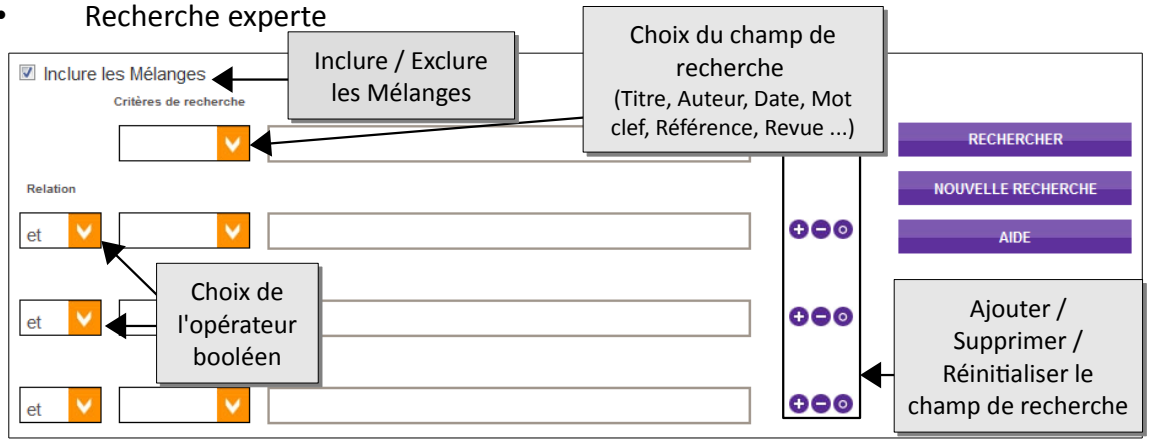 • Recherche experte
Inclure les Mélanges
Inclure / Exclure
les Mélanges
Choix du champ de
recherche
(Titre, Auteur, Date, Mot
clef, Référence, Revue ...)
Critères de recherche
RECHERCHER
Relation
NOUVELLE RECHERCHE
et
AIDE
Choix de
l'opérateur
booléen
et
Ajouter /
Supprimer /
Réinitialiser le
champ de recherche
et